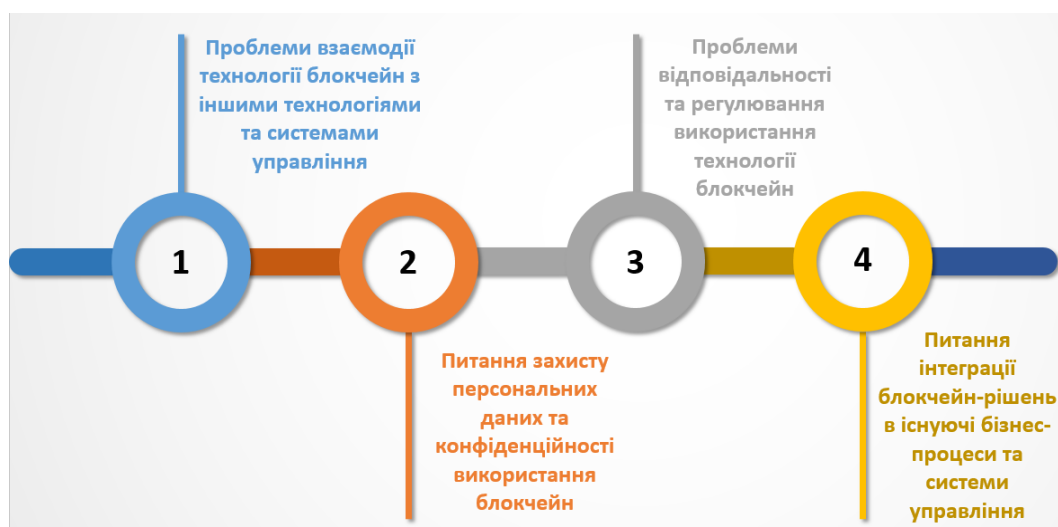 1
Проблеми взаємодії
технології блокчейн з
іншими технологіями
та системами
управління
2
Питання захисту
персональних
даних та
конфіденційності
використання
блокчейн
3
Проблеми
відповідальності
та регулювання
використання
технології
блокчейн
4
Питання
інтеграції
блокчейн-рішень
в існуючі бізнес-
процеси та
системи
управління